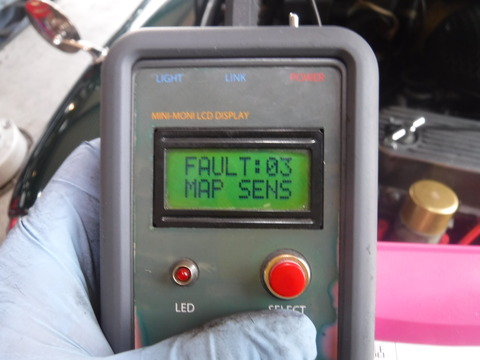 LIGHT LINK POWER
MINI-MONI LCD DISPLAY
FAULT:03
MAP SENS
LED
SELECT